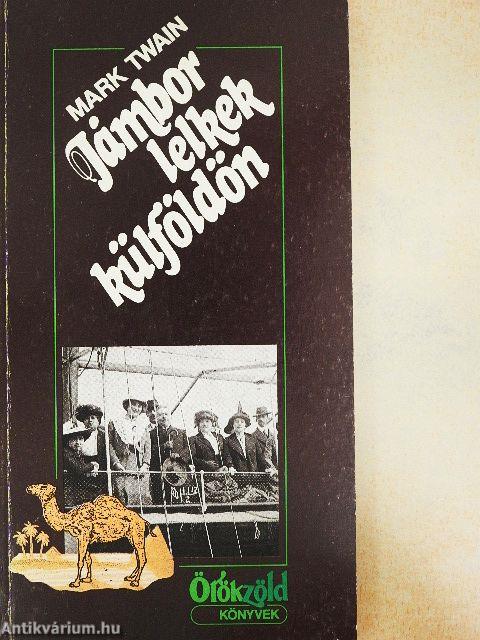 MARK TWAIN
Jámbor
lelkek
külföldön
Örökzöld
KÖNYVEK
Antikvárium.hu